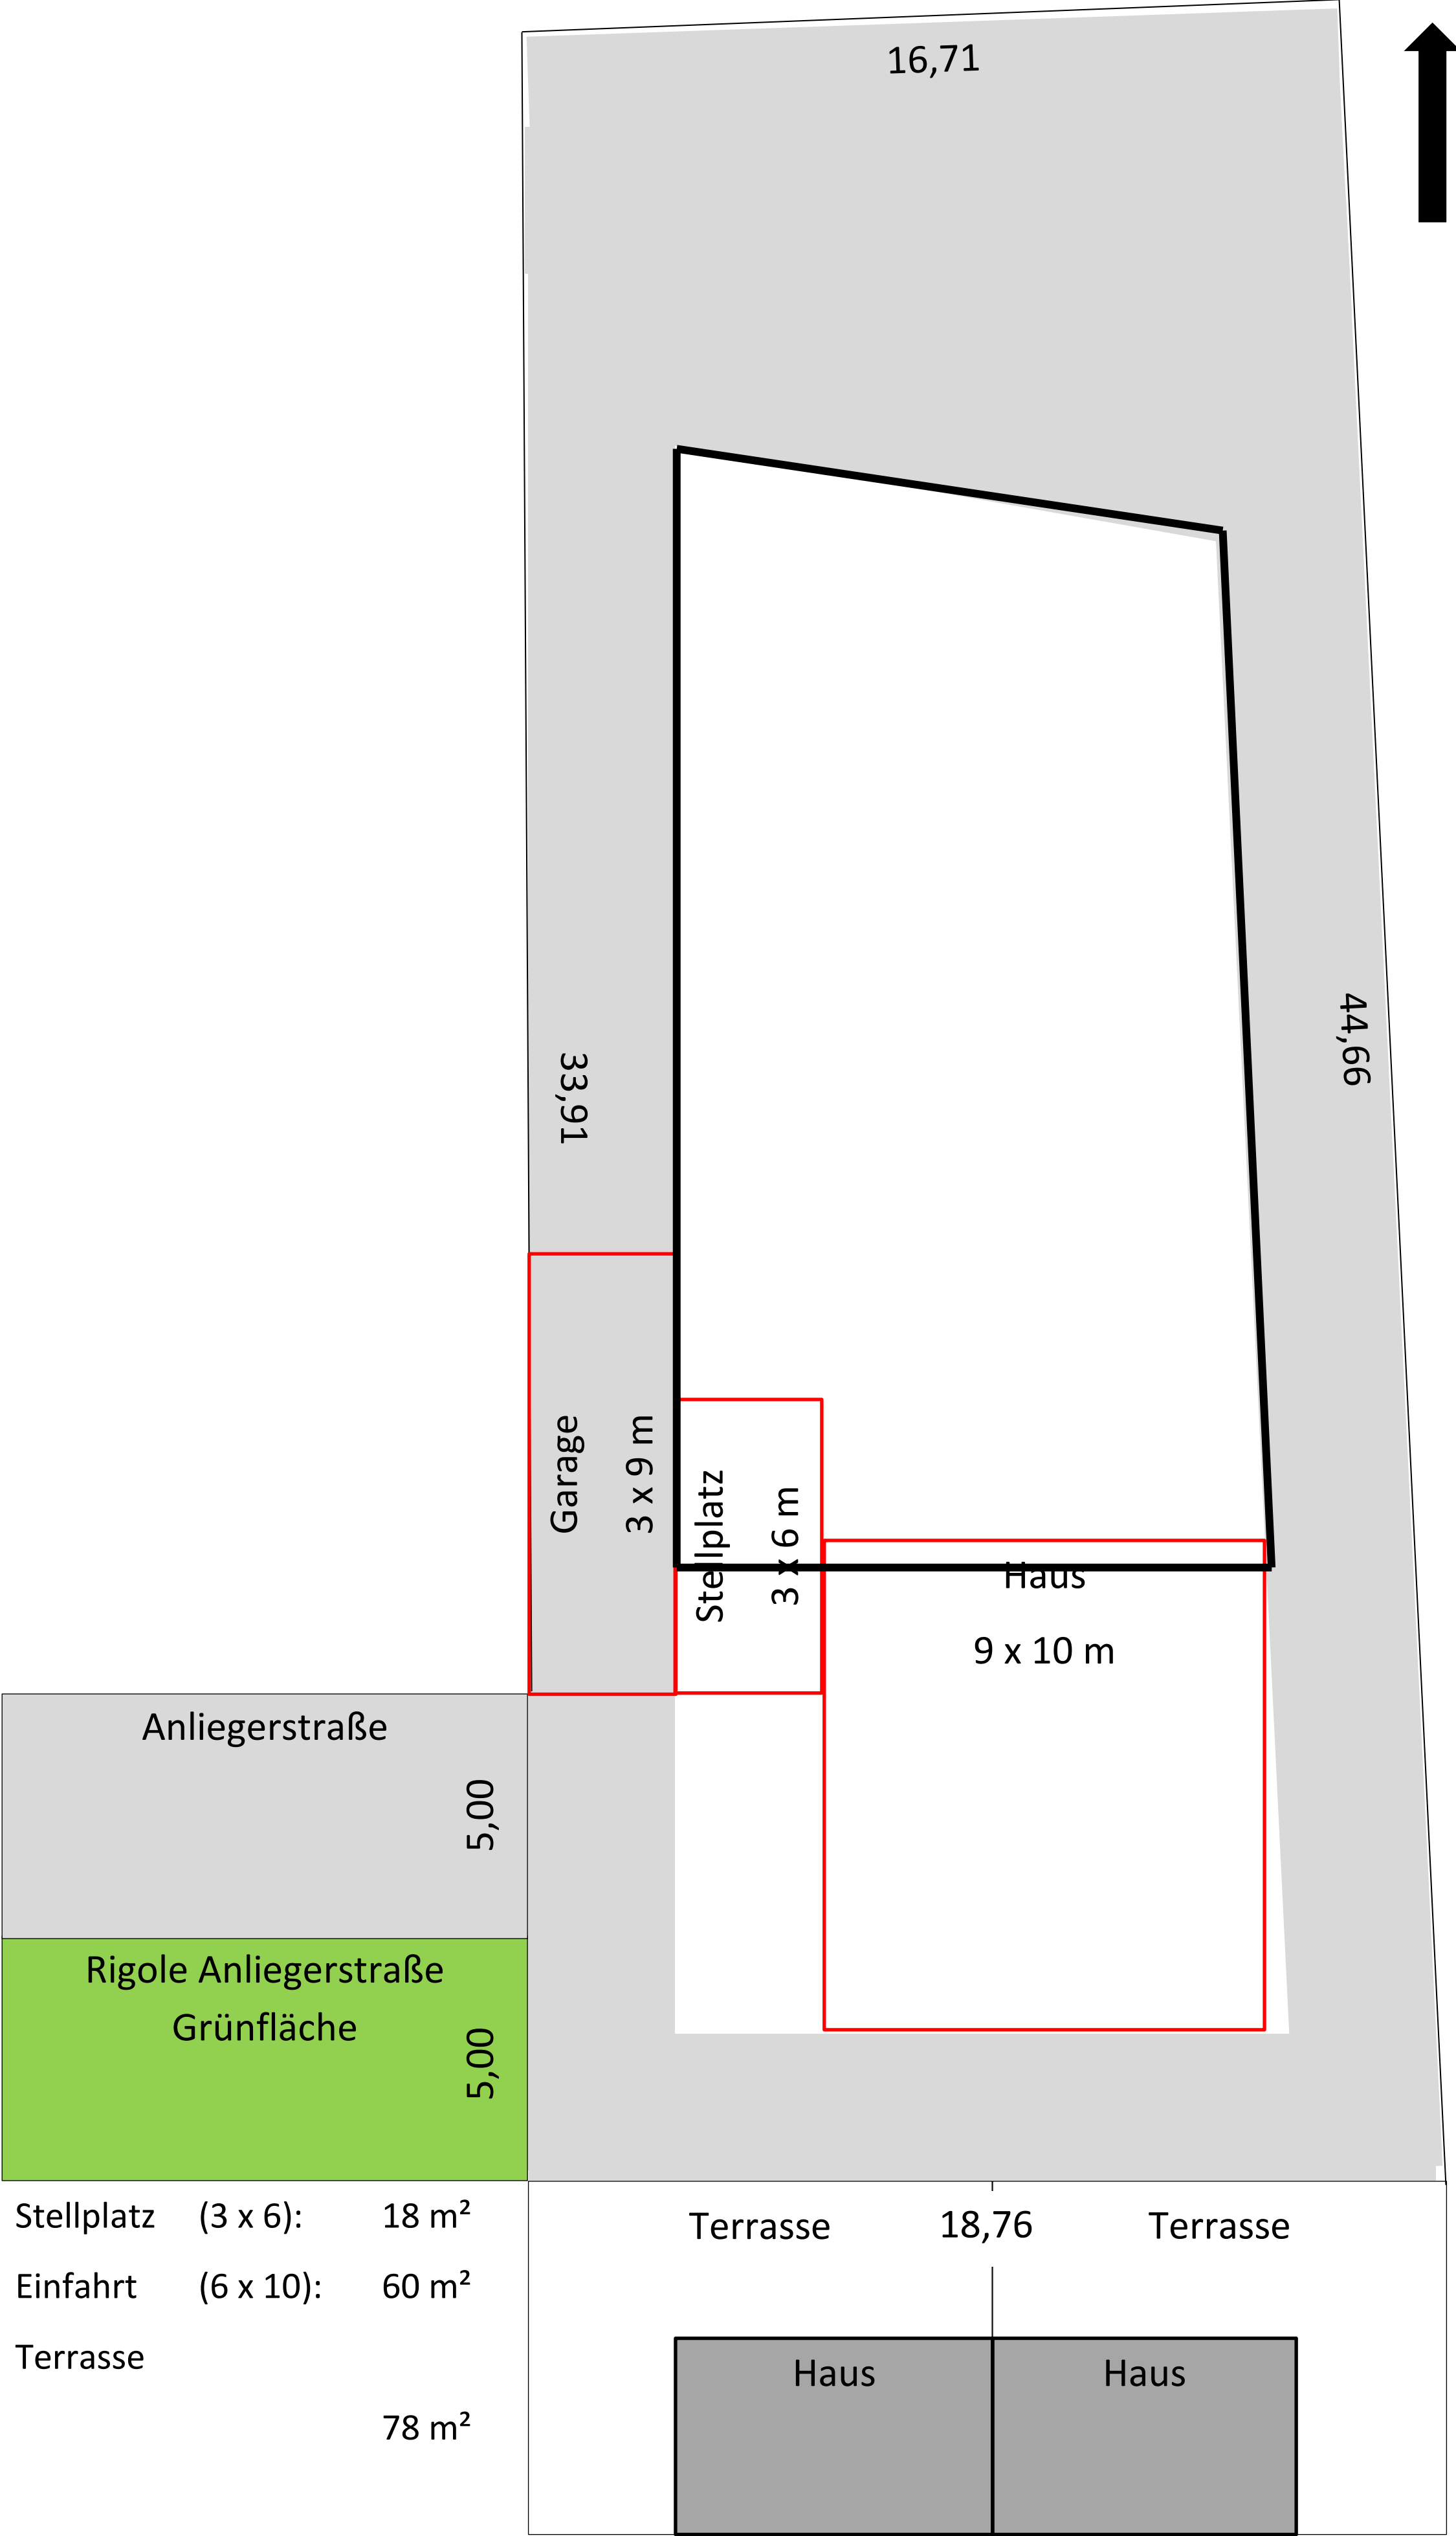 16,71
33,91
44,66
Garage
3 x 9 m
Stellplatz
3 x 6 m
Haus
9 x 10 m
Anliegerstraße
5,00
Rigole Anliegerstraße
Grünfläche
5,00
Stellplatz (3 x 6): 18 m²
Einfahrt (6 x 10): 60 m²
Terrasse
78 m²
Terrasse 18,76 Terrasse
Haus Haus